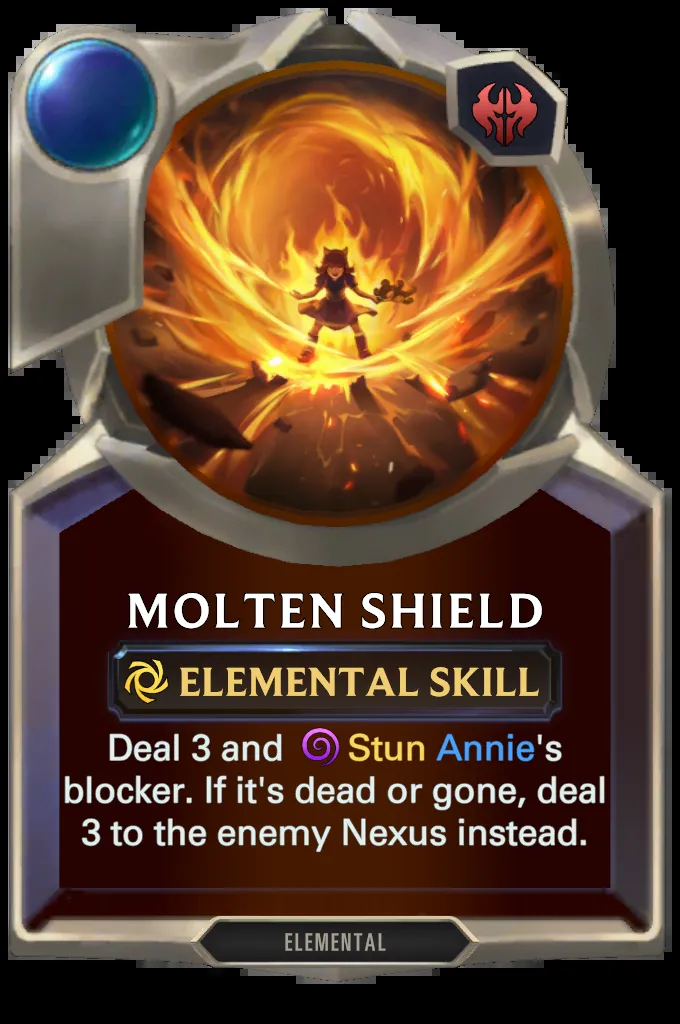 MOLTEN SHIELD
ELEMENTAL SKILL
Deal 3 and Stun Annie's
blocker. If it's dead or gone, deal
3 to the enemy Nexus instead.
ELEMENTAL